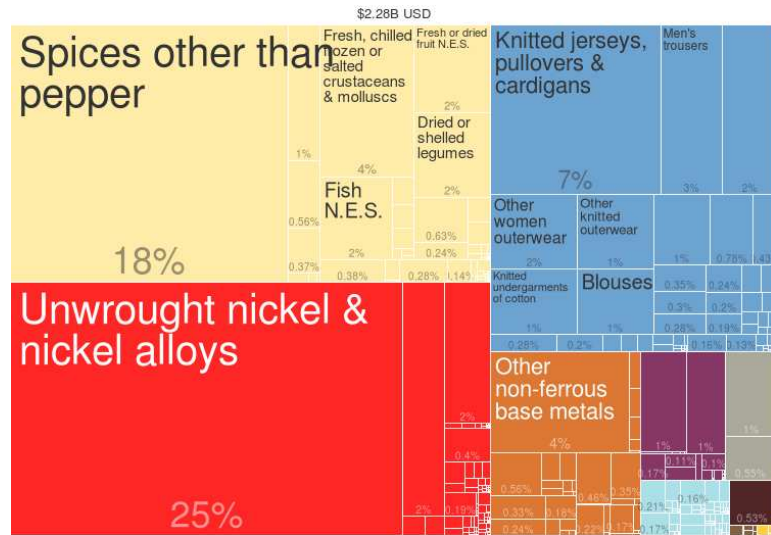 $2.28B USD
Spices other than
pepper
18%
1%
0.56%
0.37%
Fresh, chilled
frozen or
salted
crustaceans
& molluscs
4%
Fresh or dried
fruit N.E.S.
2%
Dried or
shelled
legumes
2%
Fish
N.E.S.
2%
0.63%
0.24%
0.38%
0.28%
Knitted jerseys,
pullovers &
cardigans
7%
Men's
trousers
3%
2%
Other
women
outerwear
2%
Other
knitted
outerwear
1%
1%
0.78%
Knitted
undergarments
of cotton
1%
Blouses
1%
0.35%
0.24%
0.3%
0.2%
0.28%
0.19%
0.28%
0.2%
0.16%
0.13%
Unwrought nickel &
nickel alloys
25%
2%
2%
0.4%
0.19%
Other
non-ferrous
base metals
4%
0.56%
0.46%
0.35%
0.33%
0.18%
0.24%
0.22%
0.17%
1%
1%
0.11%
0.1%
0.17%
1%
0.55%
0.21%
0.16%
0.17%
0.53%